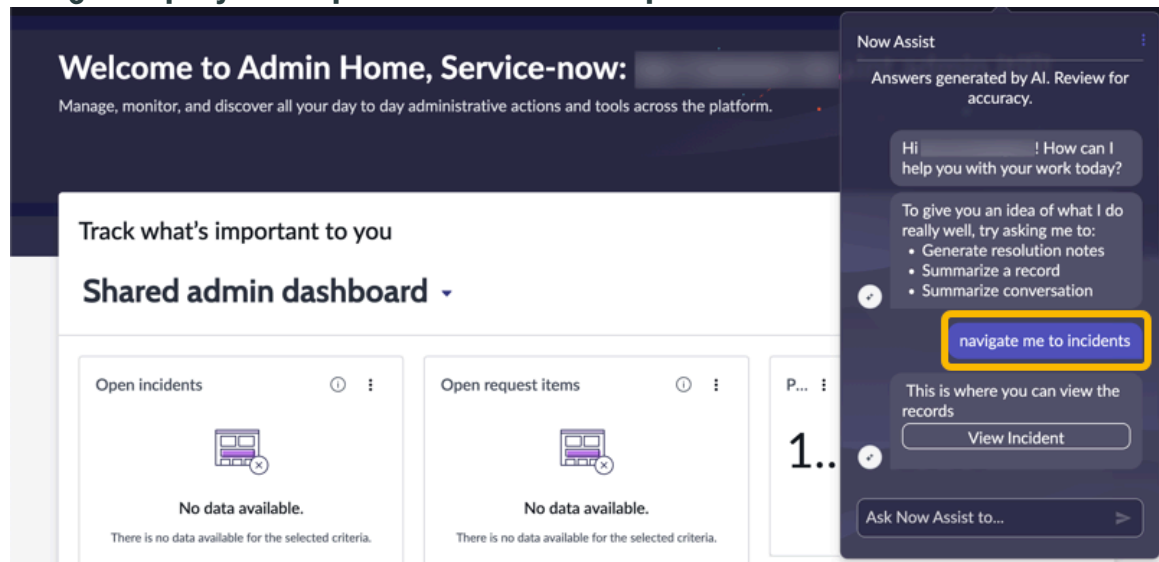 Welcome to Admin Home, Service-now:
Manage, monitor, and discover all your day to day administrative actions and tools across the platform.
Track what's important to you
Shared admin dashboard
Open incidents
No data available.
There is no data available for the selected criteria.
Open request items
No data available.
There is no data available for the selected criteria.
P...
1..
Now Assist
Answers generated by AI. Review for
accuracy.
Hi ! How can I
help you with your work today?
To give you an idea of what I do
really well, try asking me to:
• Generate resolution notes
• Summarize a record
• Summarize conversation
navigate me to incidents
This is where you can view the
records
View Incident
Ask Now Assist to...